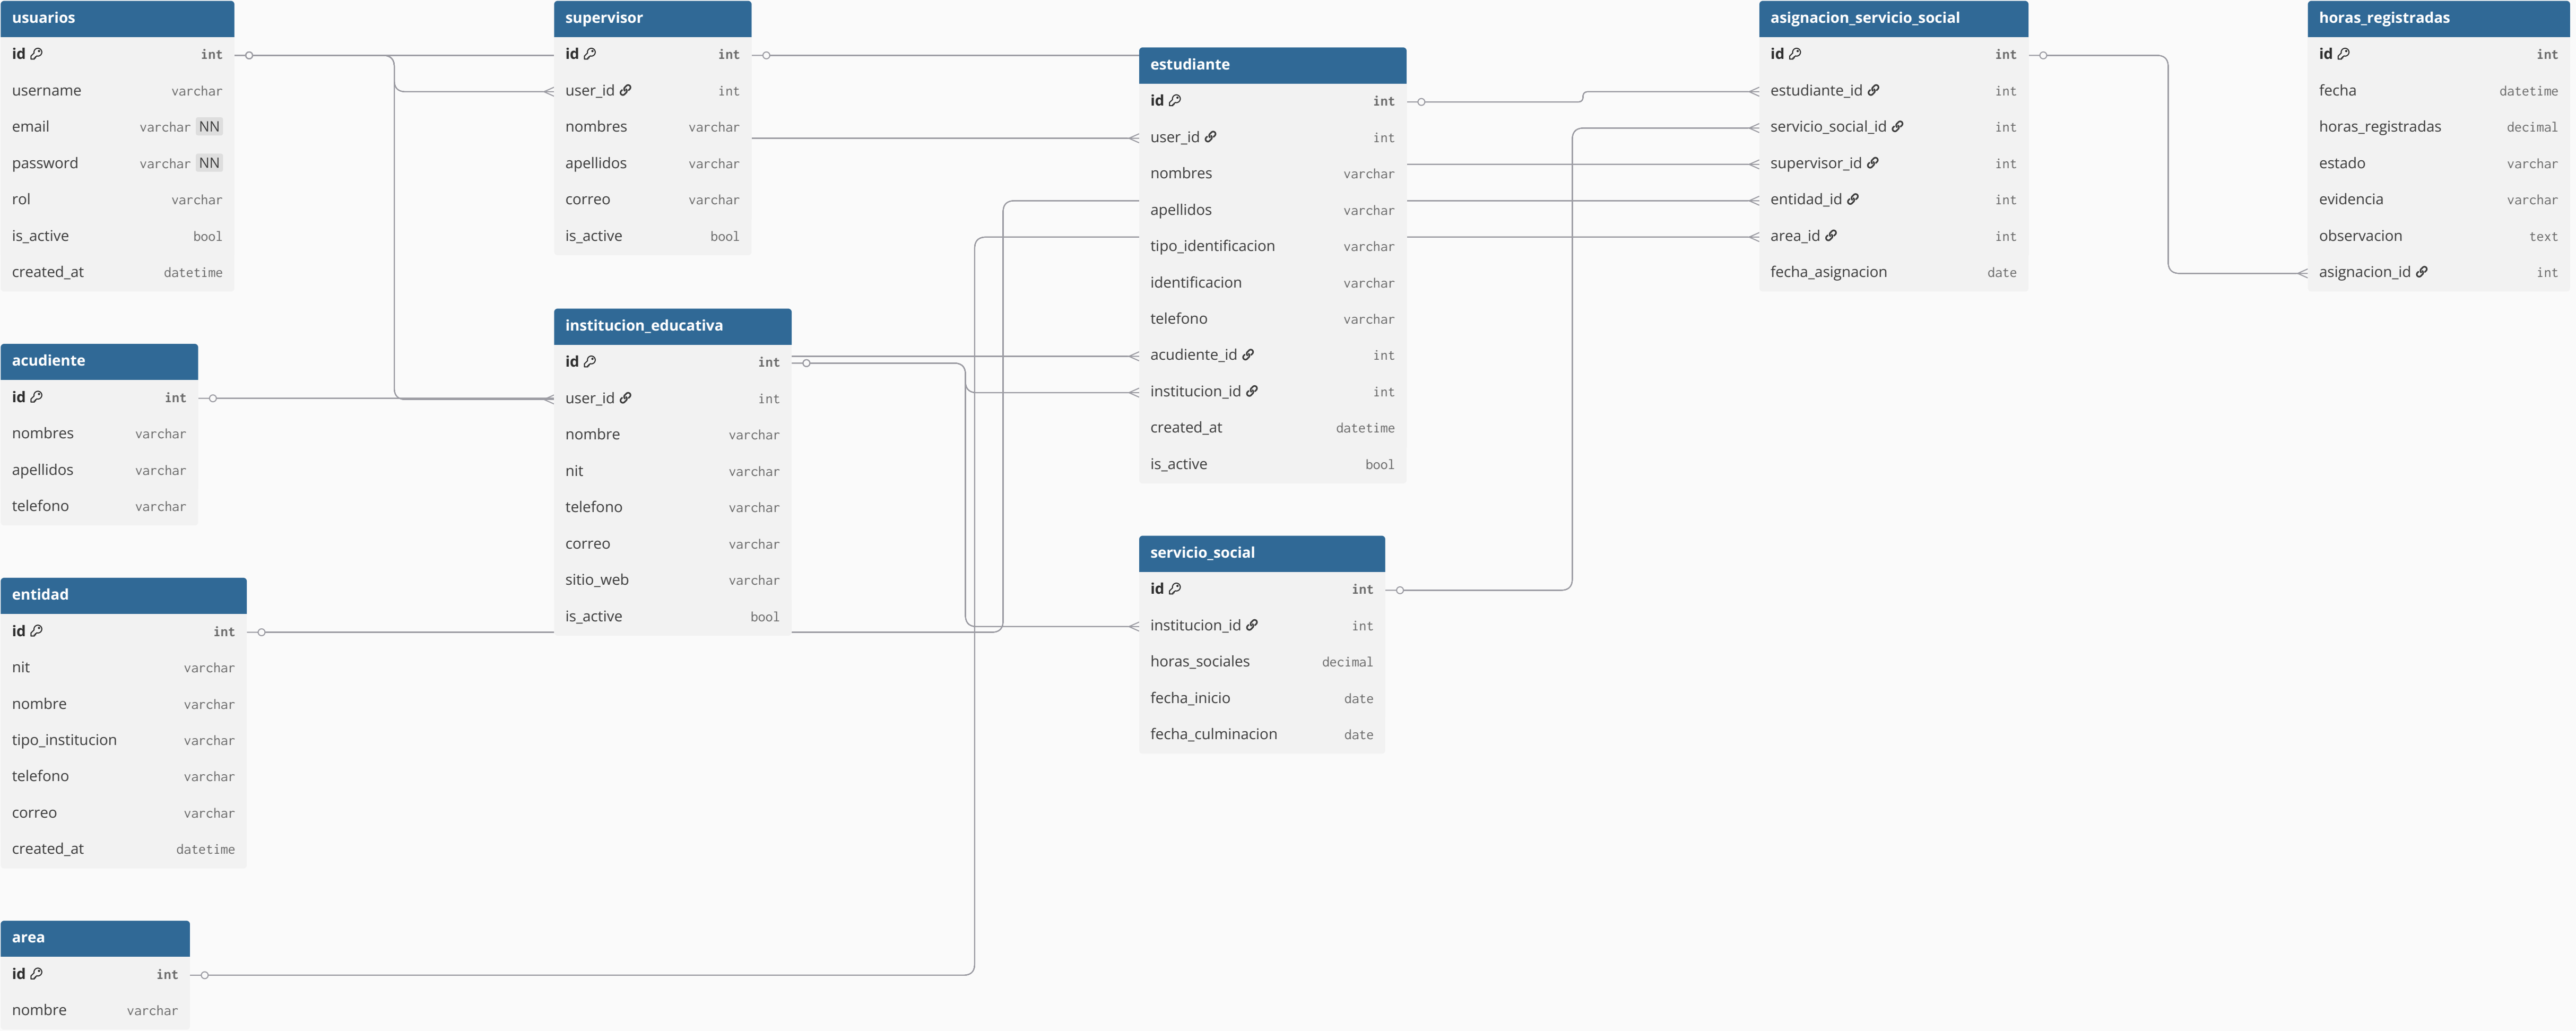 usuarios
id int
username varchar
email varchar NN
password varchar NN
rol varchar
is_active bool
created_at datetime
acudiente
id int
nombres varchar
apellidos varchar
telefono varchar
entidad
id int
nit varchar
nombre varchar
tipo_institucion varchar
telefono varchar
correo varchar
created_at datetime
area
id int
nombre varchar
supervisor
id int
user_id int
nombres varchar
apellidos varchar
correo varchar
is_active bool
institucion_educativa
id int
user_id int
nombre varchar
nit varchar
telefono varchar
correo varchar
sitio_web varchar
is_active bool
estudiante
id int
user_id int
nombres varchar
apellidos varchar
tipo_identificacion varchar
identificacion varchar
telefono varchar
acudiente_id int
institucion_id int
created_at datetime
is_active bool
servicio_social
id int
institucion_id int
horas_sociales decimal
fecha_inicio date
fecha_culminacion date
asignacion_servicio_social
id int
estudiante_id int
servicio_social_id int
supervisor_id int
entidad_id int
area_id int
fecha_asignacion date
horas_registradas
id int
fecha datetime
horas_registradas decimal
estado varchar
evidencia varchar
observacion text
asignacion_id int